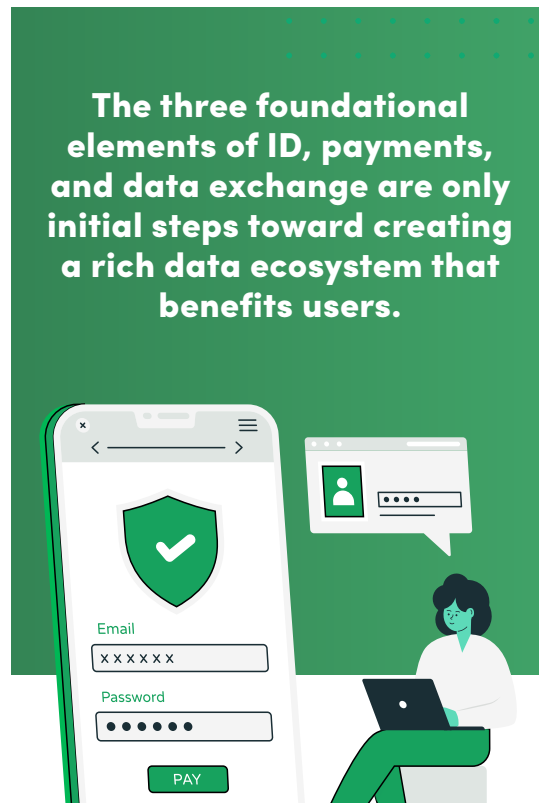 The three foundational
elements of ID, payments,
and data exchange are only
initial steps toward creating
a rich data ecosystem that
benefits users.
Email
x x x x x x
Password
PAY